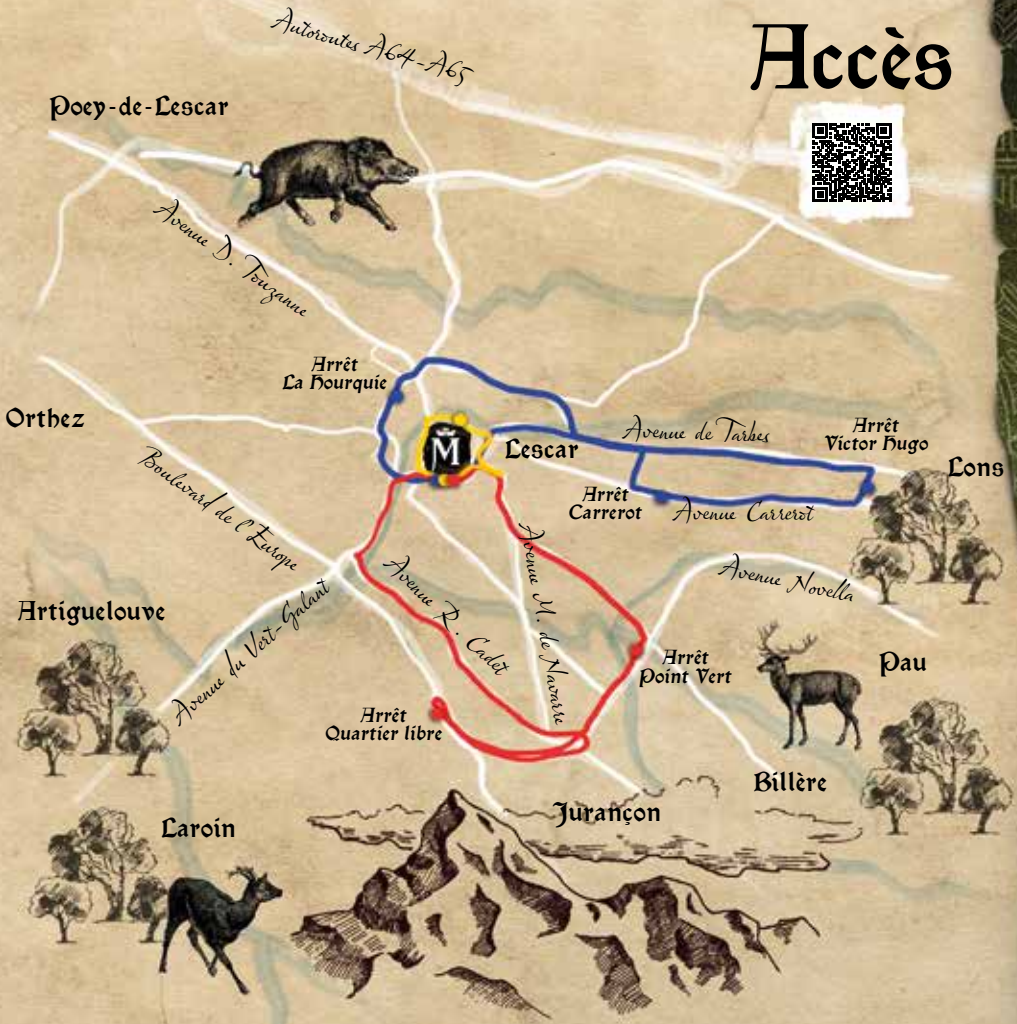 Accès
Autoroutes A64-A65
Poey-de-Lescar
Avenue D. Touzanne
Arrêt
La Hourquie
Orthez
M
Lescar
Avenue de Tarbes
Arrêt
Victor Hugo
Lons
Boulevard de l'Europe
Arrêt
Carrerot
Avenue Carrerot
Avenue Novella
Artiguelouve
Avenue du Vert-Galant
Avenue R. Cadet
Avenue M. de Navarre
Arrêt
Point Vert
Pau
Arrêt
Quartier libre
Billère
Jurançon
Laroin